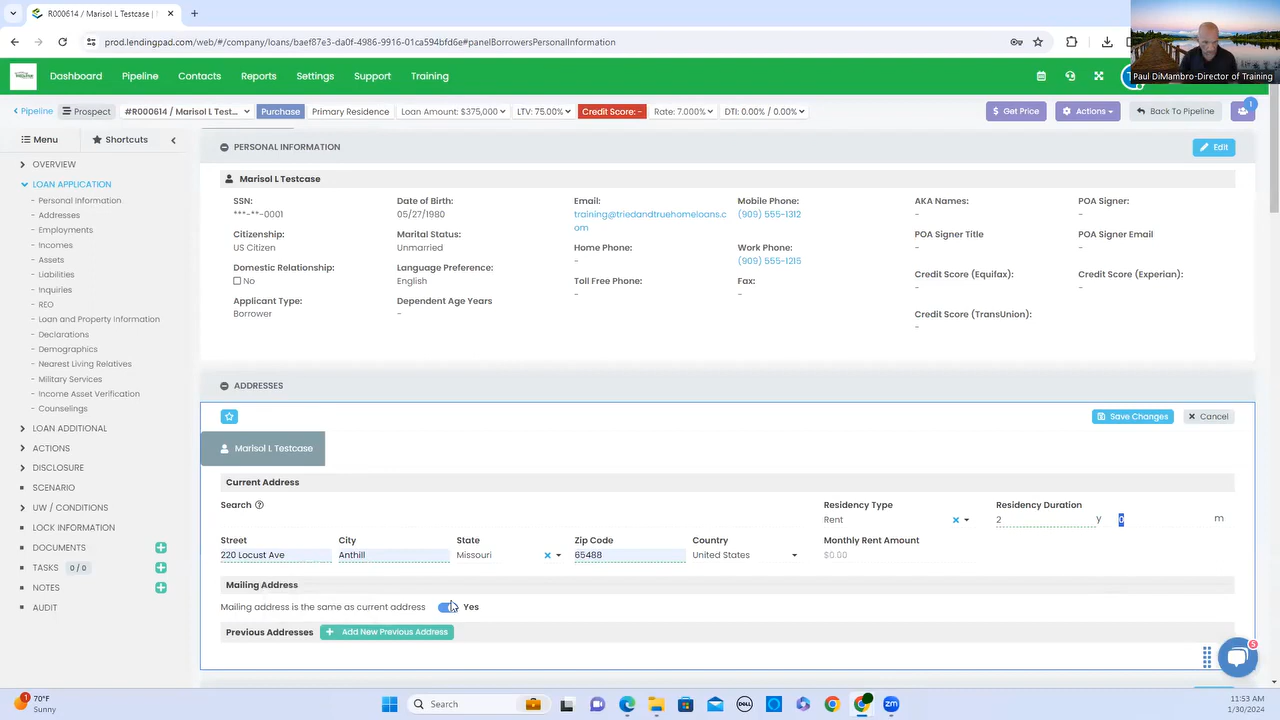 R000614 / Marisol L Testcase |
prod.lendingpad.com/web/#/company/loans/baef87e3-da0f-4986-9916-01ca594bfd6e#panelBorrowerPersonalInformation
Paul DiMambro-Director of Training
Dashboard Pipeline Contacts Reports Settings Support Training
Pipeline Prospect #R000614 / Marisol L Test... Purchase Primary Residence Loan Amount: $375,000 LTV: 75.00% Credit Score: - Rate: 7.000% DTI: 0.00% / 0.00% $ Get Price Actions Back To Pipeline 1
Menu Shortcuts
OVERVIEW
LOAN APPLICATION
- Personal Information
- Addresses
- Employments
- Incomes
- Assets
- Liabilities
- Inquiries
- REO
- Loan and Property Information
- Declarations
- Demographics
- Nearest Living Relatives
- Military Services
- Income Asset Verification
- Counselings
LOAN ADDITIONAL
ACTIONS
DISCLOSURE
SCENARIO
UW / CONDITIONS
LOCK INFORMATION
DOCUMENTS
TASKS 0 / 0
NOTES
AUDIT
PERSONAL INFORMATION Edit
Marisol L Testcase
SSN: Date of Birth: Email: Mobile Phone: AKA Names: POA Signer:
***-**-0001 05/27/1980 training@triedandtruehomeloans.c (909) 555-1312 - -
om
Citizenship: Marital Status: POA Signer Title POA Signer Email
US Citizen Unmarried Home Phone: Work Phone: - -
- (909) 555-1215
Domestic Relationship: Language Preference: Credit Score (Equifax): Credit Score (Experian):
No English Toll Free Phone: Fax: - -
- -
Applicant Type: Dependent Age Years Credit Score (TransUnion):
Borrower - -
ADDRESSES
Save Changes Cancel
Marisol L Testcase
Current Address
Search Residency Type Residency Duration
Rent 2 y 0 m
Street City State Zip Code Country Monthly Rent Amount
220 Locust Ave Anthill Missouri 65488 United States $0.00
Mailing Address
Mailing address is the same as current address Yes
Previous Addresses + Add New Previous Address
5
1
70°F
Sunny
Search
DELL
zm
11:53 AM
1/30/2024